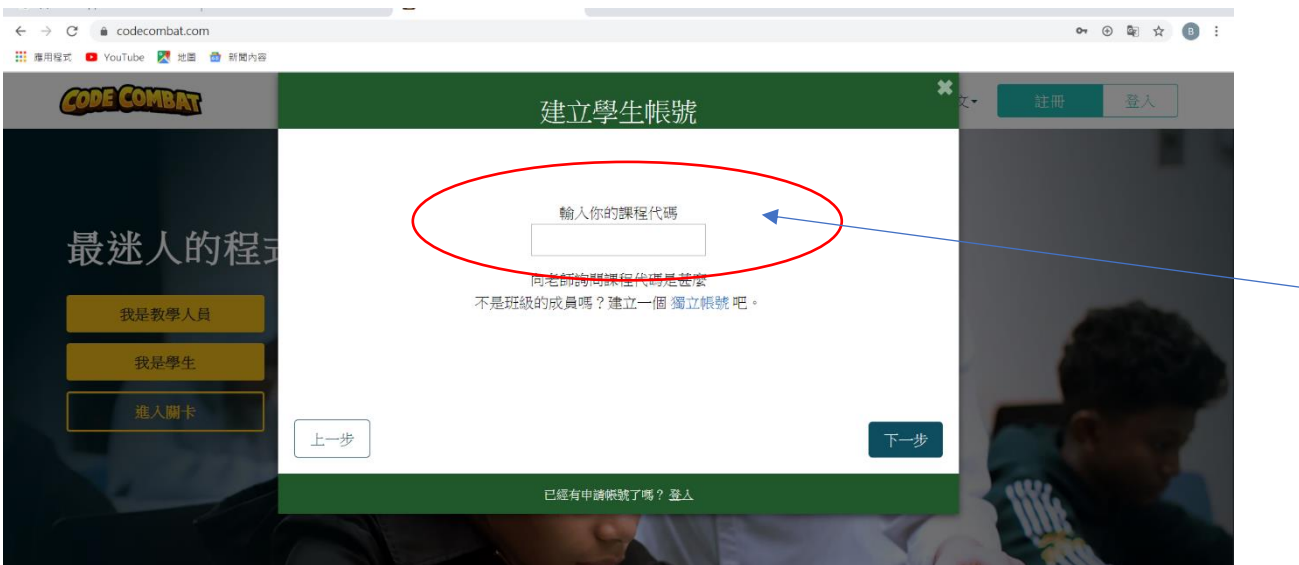 codecombat.com
B
應用程式 YouTube 地圖 新聞內容
CODE COMBAT
建立學生帳號
文
註冊
登入
輸入你的課程代碼
最迷人的程式
向老師詢問課程代碼是甚麼
不是班級的成員嗎？建立一個 獨立帳號 吧。
我是教學人員
我是學生
進入關卡
上一步
下一步
已經有申請帳號了嗎？ 登入